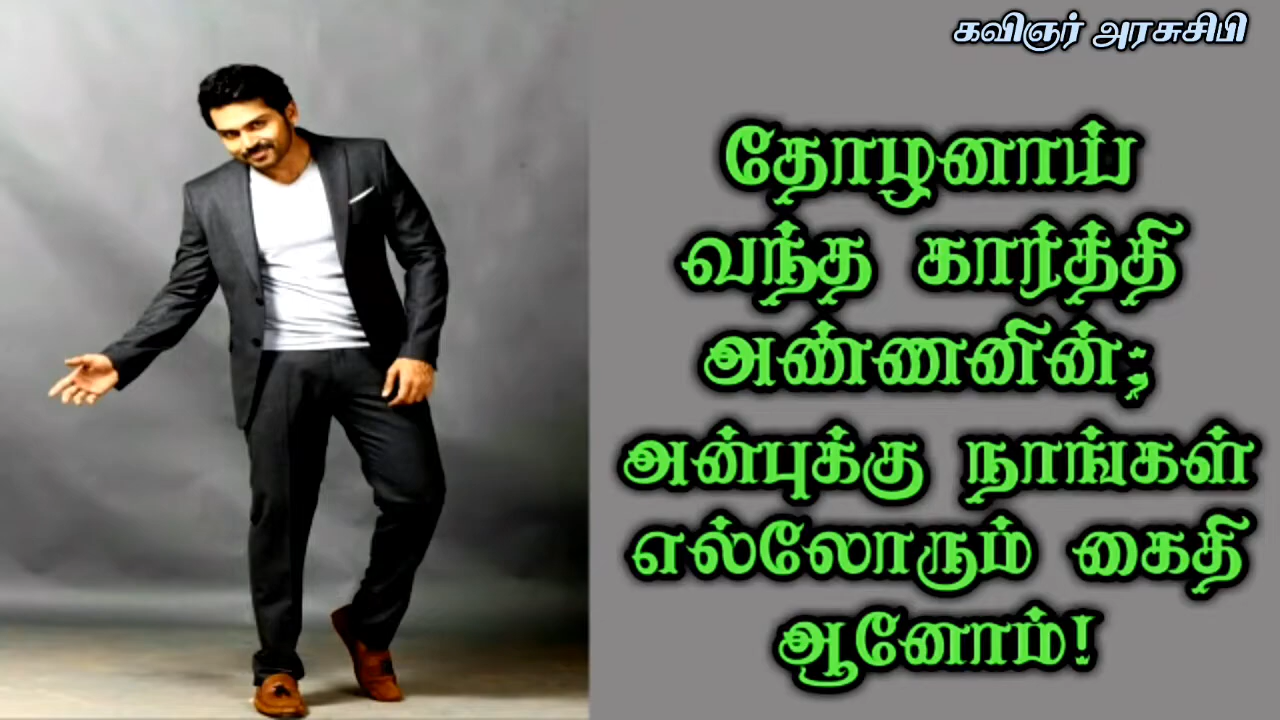 கவிஞர் அரசுசிபி
தோழனாய்
வந்த கார்த்தி
அண்ணனின்;
அன்புக்கு நாங்கள்
எல்லோரும் கைதி
ஆனோம்!